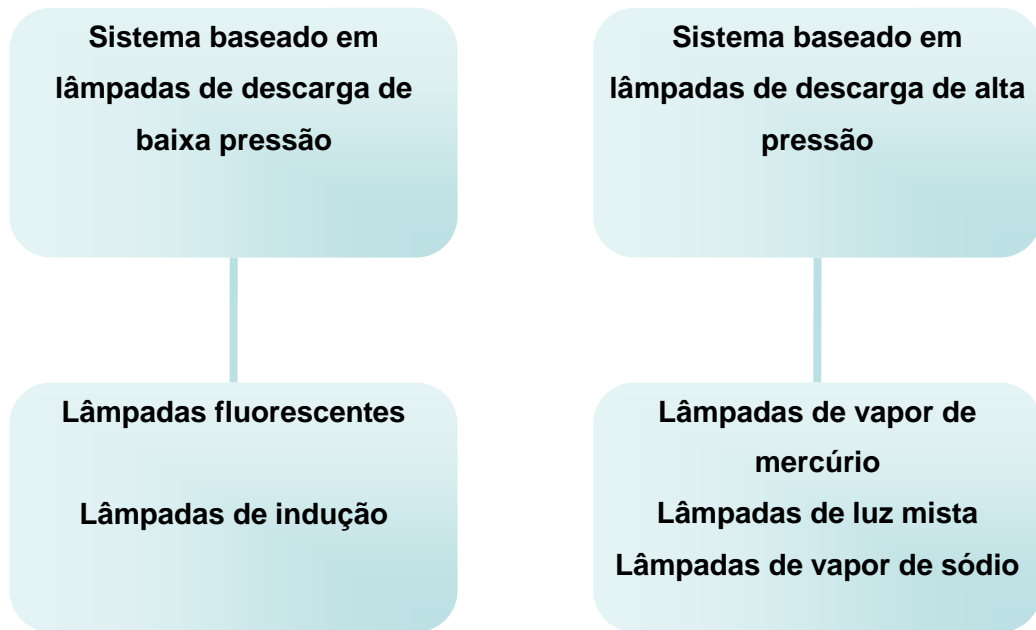 Sistema baseado em
lâmpadas de descarga de
baixa pressão
Sistema baseado em
lâmpadas de descarga de alta
pressão
Lâmpadas fluorescentes
Lâmpadas de indução
Lâmpadas de vapor de
mercúrio
Lâmpadas de luz mista
Lâmpadas de vapor de sódio